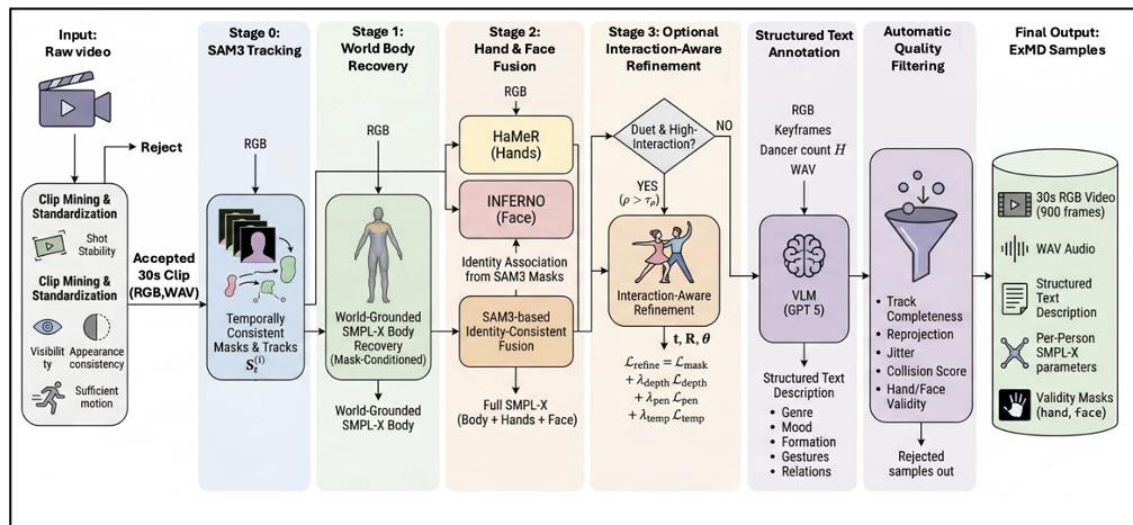 Input:
Raw video
Reject
Clip Mining &
Standardization
Shot
Stability
Clip Mining &
Standardization
Visibili
ty
Appearance
consistency
Sufficient
motion
Accepted
30s Clip
(RGB,WAV)
Stage 0:
SAM3 Tracking
RGB
Temporally
Consistent
Masks & Tracks
S_t^(i)
Stage 1:
World Body
Recovery
RGB
World-Grounded
SMPL-X Body
Recovery
(Mask-Conditioned)
World-Grounded
SMPL-X Body
Stage 2:
Hand & Face
Fusion
RGB
HaMeR
(Hands)
INFERNO
(Face)
Identity Association
from SAM3 Masks
SAM3-based
Identity-Consistent
Fusion
Full SMPL-X
(Body + Hands + Face)
Stage 3: Optional
Interaction-Aware
Refinement
Duet & High-
Interaction?
NO
YES
(ρ > τ_ρ)
Interaction-Aware
Refinement
t, R, θ
ℒ_refine = ℒ_mask
+ λ_depth ℒ_depth
+ λ_pen ℒ_pen
+ λ_temp ℒ_temp
Structured Text
Annotation
RGB
Keyframes
Dancer count H
WAV
VLM
(GPT 5)
Structured Text
Description
• Genre
• Mood
• Formation
• Gestures
• Relations
Automatic
Quality
Filtering
• Track
Completeness
• Reprojection
• Jitter
• Collision Score
• Hand/Face
Validity
Rejected
samples out
Final Output:
ExMD Samples
30s RGB Video
(900 frames)
WAV Audio
Structured
Text
Description
Per-Person
SMPL-X
parameters
Validity Masks
(hand, face)